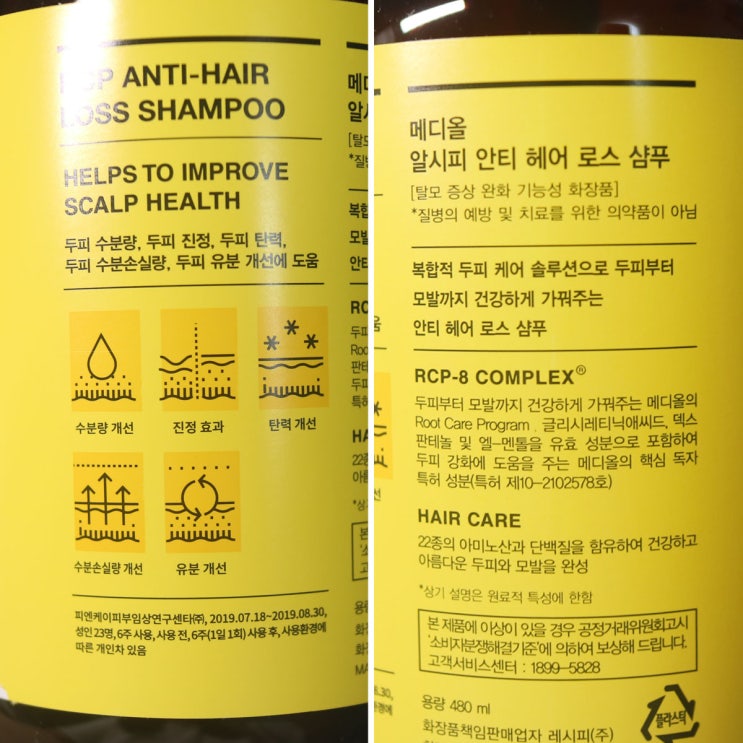 RCP ANTI-HAIR
LOSS SHAMPOO
HELPS TO IMPROVE
SCALP HEALTH
두피 수분량, 두피 진정, 두피 탄력,
두피 수분손실량, 두피 유분 개선에 도움
수분량 개선
진정 효과
탄력 개선
수분손실량 개선
유분 개선
피엔케이피부임상연구센타(주), 2019.07.18~2019.08.30,
성인 23명, 6주 사용, 사용 전, 6주(1일 1회) 사용 후, 사용환경에
따른 개인차 있음
메디올
알시피 안티 헤어 로스 샴푸
[탈모 증상 완화 기능성 화장품]
*질병의 예방 및 치료를 위한 의약품이 아님
복합적 두피 케어 솔루션으로 두피부터
모발까지 건강하게 가꿔주는
안티 헤어 로스 샴푸
RCP-8 COMPLEX®
두피부터 모발까지 건강하게 가꿔주는 메디올의
Root Care Program . 글리시레티닉애씨드, 덱스
판테놀 및 엘-멘톨을 유효 성분으로 포함하여
두피 강화에 도움을 주는 메디올의 핵심 독자
특허 성분(특허 제10-2102578호)
HAIR CARE
22종의 아미노산과 단백질을 함유하여 건강하고
아름다운 두피와 모발을 완성
*상기 설명은 원료적 특성에 한함
본 제품에 이상이 있을 경우 공정거래위원회고시
'소비자분쟁해결기준'에 의하여 보상해 드립니다.
고객서비스센터 : 1899-5828
용량 480 ml
화장품책임판매업자 레시피(주)
플라스틱